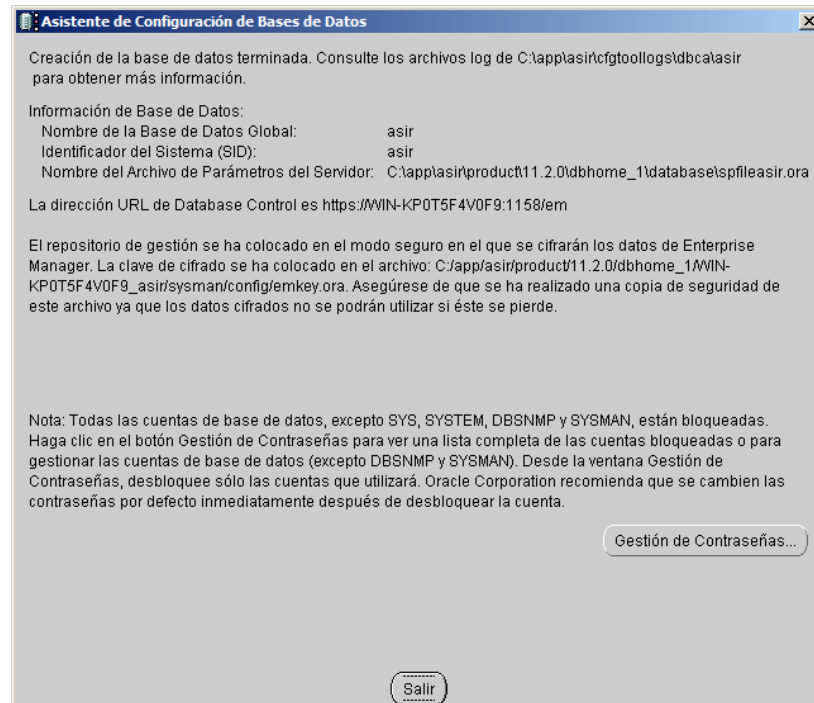 Asistente de Configuración de Bases de Datos
Creación de la base de datos terminada. Consulte los archivos log de C:\app\asir\cfgtoollogs\dbca\asir
para obtener más información.
Información de Base de Datos:
Nombre de la Base de Datos Global: asir
Identificador del Sistema (SID): asir
Nombre del Archivo de Parámetros del Servidor: C:\app\asir\product\11.2.0\dbhome_1\database\spfileasir.ora
La dirección URL de Database Control es https://WIN-KP0T5F4V0F9:1158/em
El repositorio de gestión se ha colocado en el modo seguro en el que se cifrarán los datos de Enterprise
Manager. La clave de cifrado se ha colocado en el archivo: C:/app/asir/product/11.2.0/dbhome_1/WIN-
KP0T5F4V0F9_asir/sysman/config/emkey.ora. Asegúrese de que se ha realizado una copia de seguridad de
este archivo ya que los datos cifrados no se podrán utilizar si éste se pierde.
Nota: Todas las cuentas de base de datos, excepto SYS, SYSTEM, DBSNMP y SYSMAN, están bloqueadas.
Haga clic en el botón Gestión de Contraseñas para ver una lista completa de las cuentas bloqueadas o para
gestionar las cuentas de base de datos (excepto DBSNMP y SYSMAN). Desde la ventana Gestión de
Contraseñas, desbloquee sólo las cuentas que utilizará. Oracle Corporation recomienda que se cambien las
contraseñas por defecto inmediatamente después de desbloquear la cuenta.
Gestión de Contraseñas...
Salir